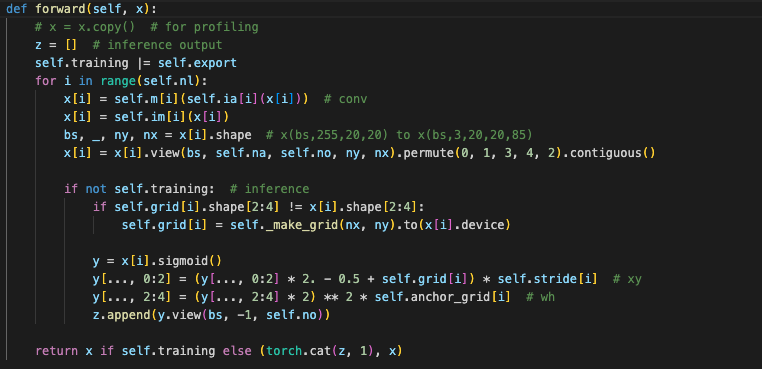 def forward(self, x):
    # x = x.copy()  # for profiling
    z = []  # inference output
    self.training |= self.export
    for i in range(self.nl):
        x[i] = self.m[i](self.ia[i](x[i]))  # conv
        x[i] = self.im[i](x[i])
        bs, _, ny, nx = x[i].shape  # x(bs,255,20,20) to x(bs,3,20,20,85)
        x[i] = x[i].view(bs, self.na, self.no, ny, nx).permute(0, 1, 3, 4, 2).contiguous()

        if not self.training:  # inference
            if self.grid[i].shape[2:4] != x[i].shape[2:4]:
                self.grid[i] = self._make_grid(nx, ny).to(x[i].device)

            y = x[i].sigmoid()
            y[..., 0:2] = (y[..., 0:2] * 2. - 0.5 + self.grid[i]) * self.stride[i]  # xy
            y[..., 2:4] = (y[..., 2:4] * 2) ** 2 * self.anchor_grid[i]  # wh
            z.append(y.view(bs, -1, self.no))

    return x if self.training else (torch.cat(z, 1), x)